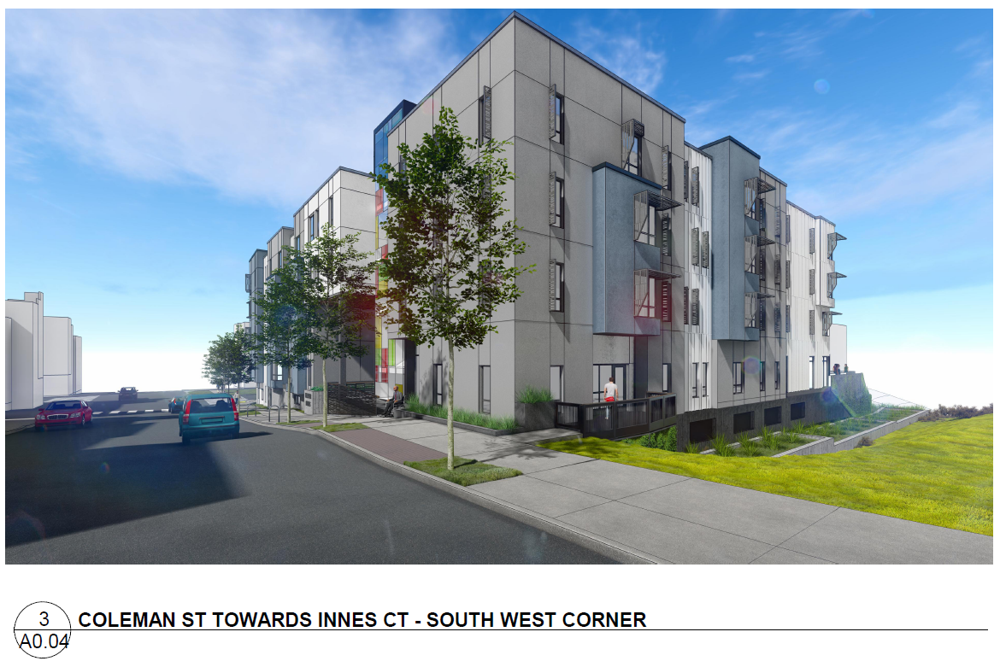 3
A0.04
COLEMAN ST TOWARDS INNES CT - SOUTH WEST CORNER